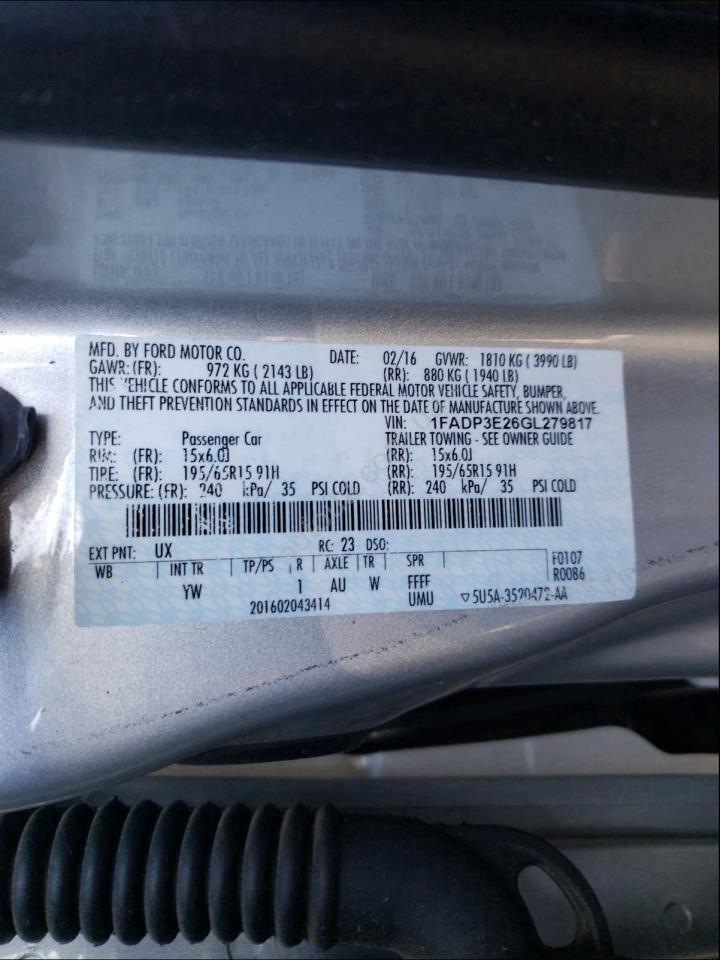 MFD. BY FORD MOTOR CO. DATE: 02/16 GVWR: 1810 KG ( 3990 LB)
GAWR: (FR): 972 KG ( 2143 LB) (RR): 880 KG ( 1940 LB)
THIS VEHICLE CONFORMS TO ALL APPLICABLE FEDERAL MOTOR VEHICLE SAFETY, BUMPER,
AND THEFT PREVENTION STANDARDS IN EFFECT ON THE DATE OF MANUFACTURE SHOWN ABOVE.
VIN: 1FADP3E26GL279817
TYPE: Passenger Car TRAILER TOWING - SEE OWNER GUIDE
RIM: (FR): 15x6.0J (RR): 15x6.0J
TIRE: (FR): 195/65R15 91H (RR): 195/65R15 91H
PRESSURE: (FR): 240 kPa/ 35 PSI COLD (RR): 240 kPa/ 35 PSI COLD
EXT PNT: UX RC: 23 DSO:
WB INT TR TP/PS R AXLE TR SPR F0107
YW 1 AU W FFFF R0086
201602043414 UMU ▽5U5A-3520472-AA